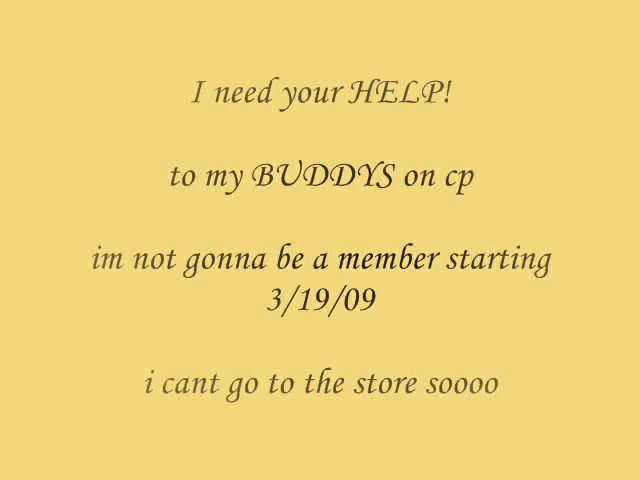 I need your HELP!
to my BUDDYS on cp
im not gonna be a member starting
3/19/09
i cant go to the store soooo